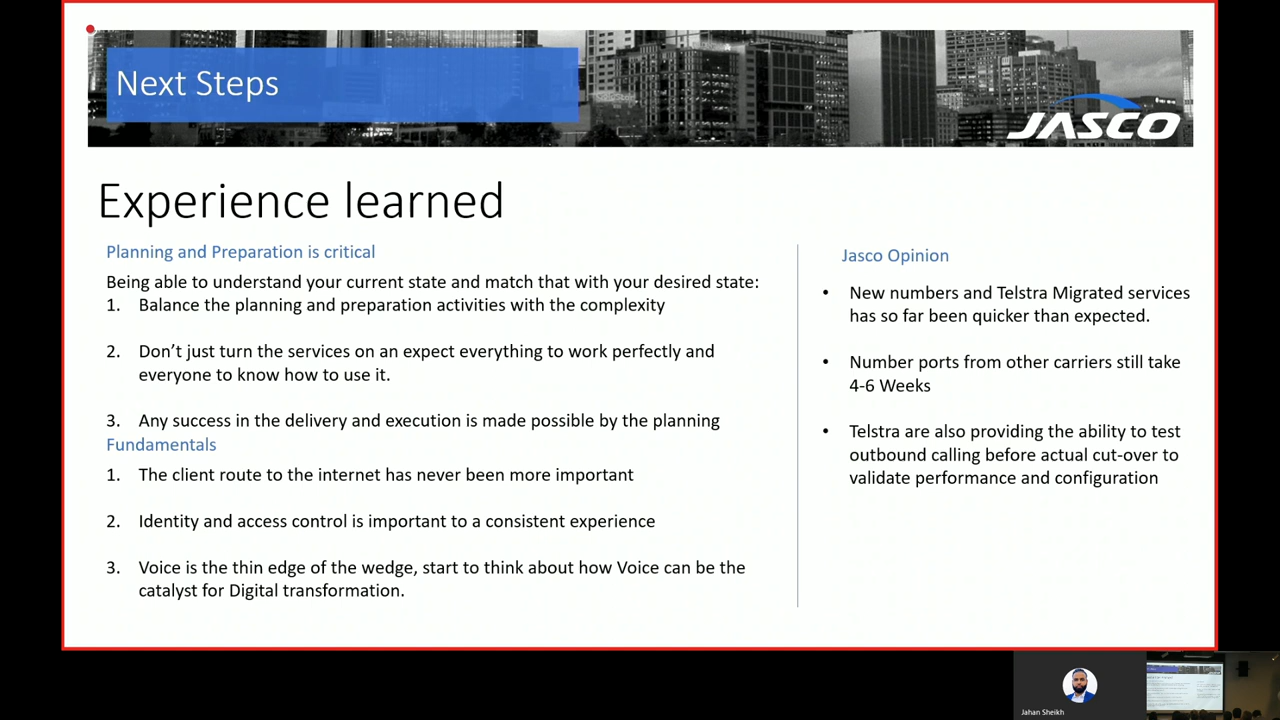 Next Steps
JASCO
Experience learned
Planning and Preparation is critical
Being able to understand your current state and match that with your desired state:
1. Balance the planning and preparation activities with the complexity
2. Don't just turn the services on an expect everything to work perfectly and
everyone to know how to use it.
3. Any success in the delivery and execution is made possible by the planning
Fundamentals
1. The client route to the internet has never been more important
2. Identity and access control is important to a consistent experience
3. Voice is the thin edge of the wedge, start to think about how Voice can be the
catalyst for Digital transformation.
Jasco Opinion
• New numbers and Telstra Migrated services
has so far been quicker than expected.
• Number ports from other carriers still take
4-6 Weeks
• Telstra are also providing the ability to test
outbound calling before actual cut-over to
validate performance and configuration
Jahan Sheikh